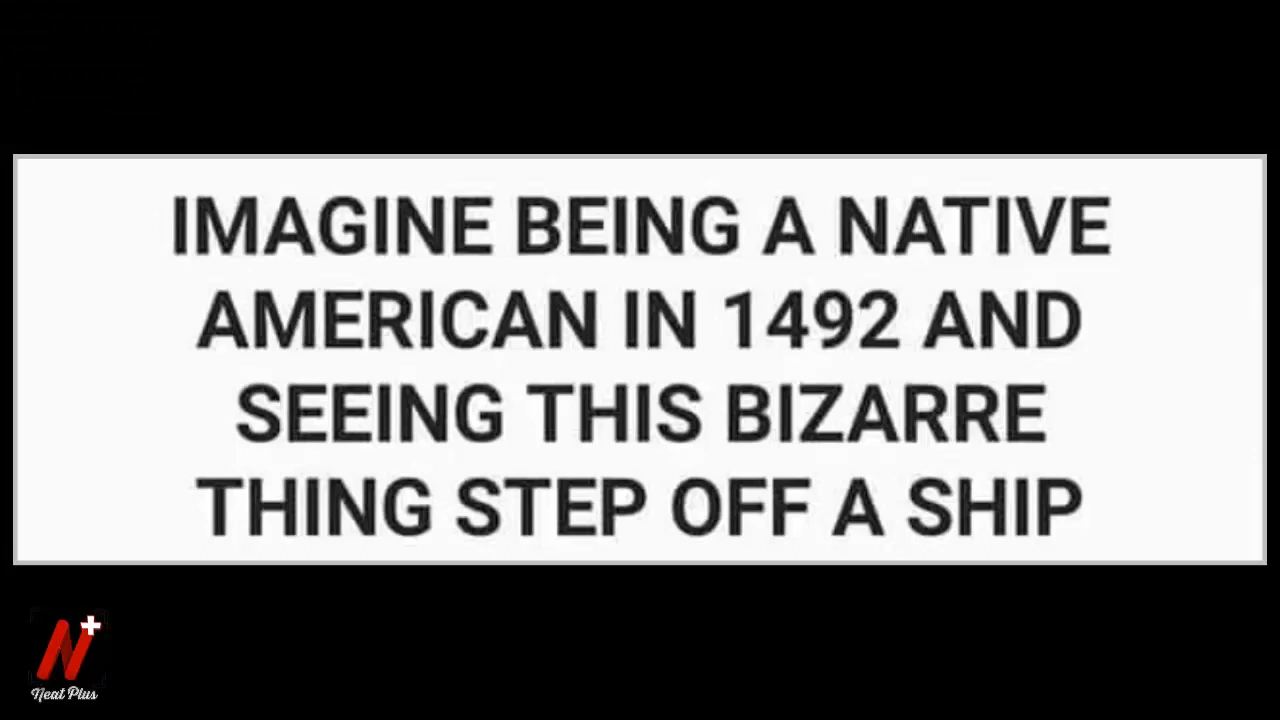 IMAGINE BEING A NATIVE
AMERICAN IN 1492 AND
SEEING THIS BIZARRE
THING STEP OFF A SHIP
N+
Neat Plus